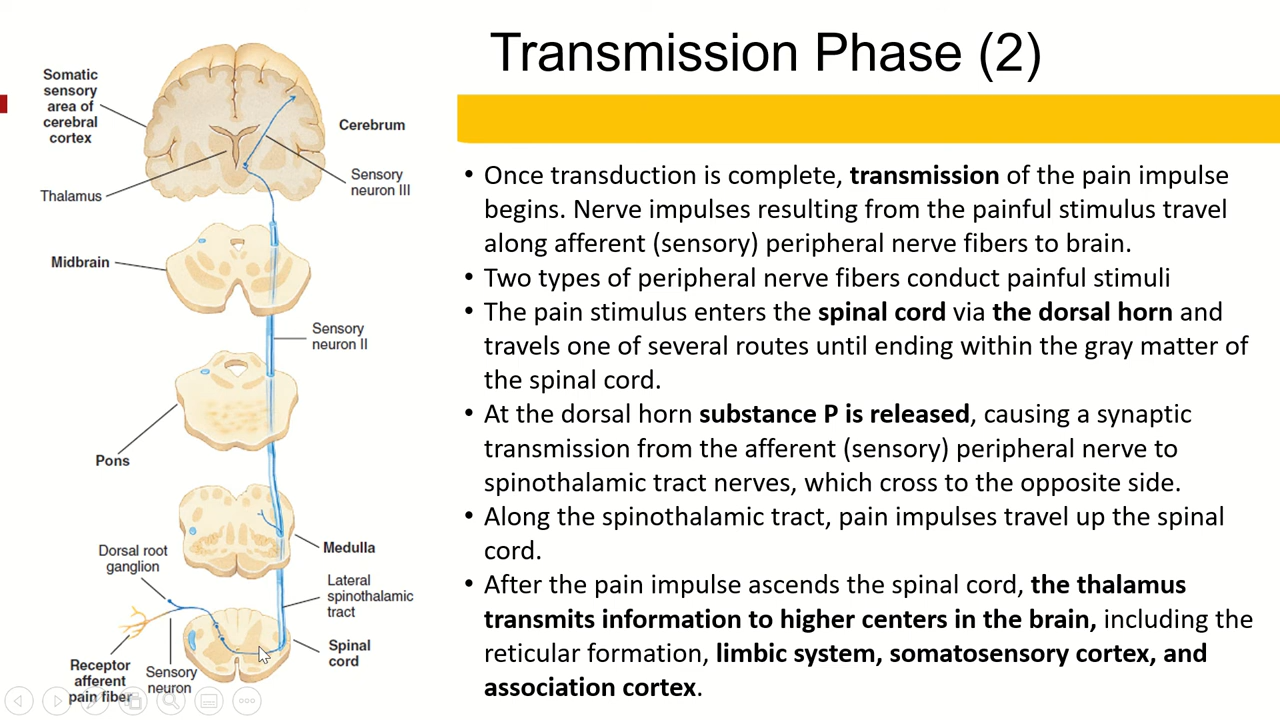 Transmission Phase (2)
Somatic
sensory
area of
cerebral
cortex
Cerebrum
Sensory
neuron III
Thalamus
Midbrain
Sensory
neuron II
Pons
Medulla
Dorsal root
ganglion
Lateral
spinothalamic
tract
Spinal
cord
Receptor
afferent
pain fiber
Sensory
neuron
• Once transduction is complete, transmission of the pain impulse
begins. Nerve impulses resulting from the painful stimulus travel
along afferent (sensory) peripheral nerve fibers to brain.
• Two types of peripheral nerve fibers conduct painful stimuli
• The pain stimulus enters the spinal cord via the dorsal horn and
travels one of several routes until ending within the gray matter of
the spinal cord.
• At the dorsal horn substance P is released, causing a synaptic
transmission from the afferent (sensory) peripheral nerve to
spinothalamic tract nerves, which cross to the opposite side.
• Along the spinothalamic tract, pain impulses travel up the spinal
cord.
• After the pain impulse ascends the spinal cord, the thalamus
transmits information to higher centers in the brain, including the
reticular formation, limbic system, somatosensory cortex, and
association cortex.